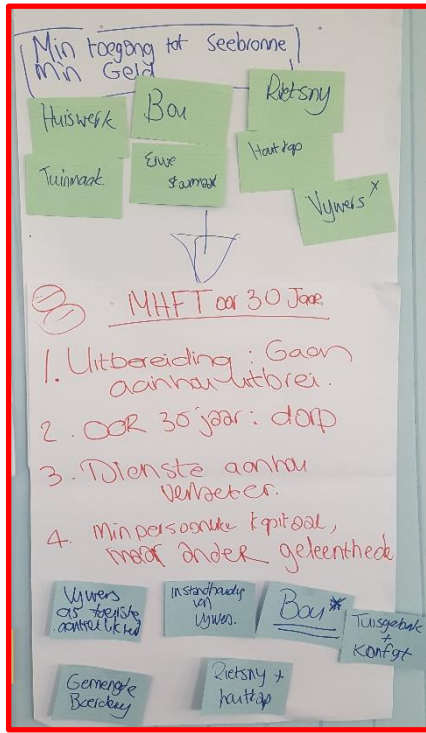 Min toegang tot Seebronne
Min Geld
Huiswerk
Bou
Rietsny
Tuinmaak
Erwe
skoonmaak
Houtkap
Vywers x
MHFT oor 30 Jaar
1. Uitbereiding : Gaan
aanhou uitbrei.
2. OOR 30 jaar : dorp
3. Dienste aanhou
verbeter.
4. Min persoonlike kapitaal,
maar ander geleenthede
Vywers
as toeriste
aantreklikheid
Instandhouding
van
Vywers.
Bou *
Tuisgebak
+
Konfyt
Gemengde
Boerdery
Rietsny +
houtkap